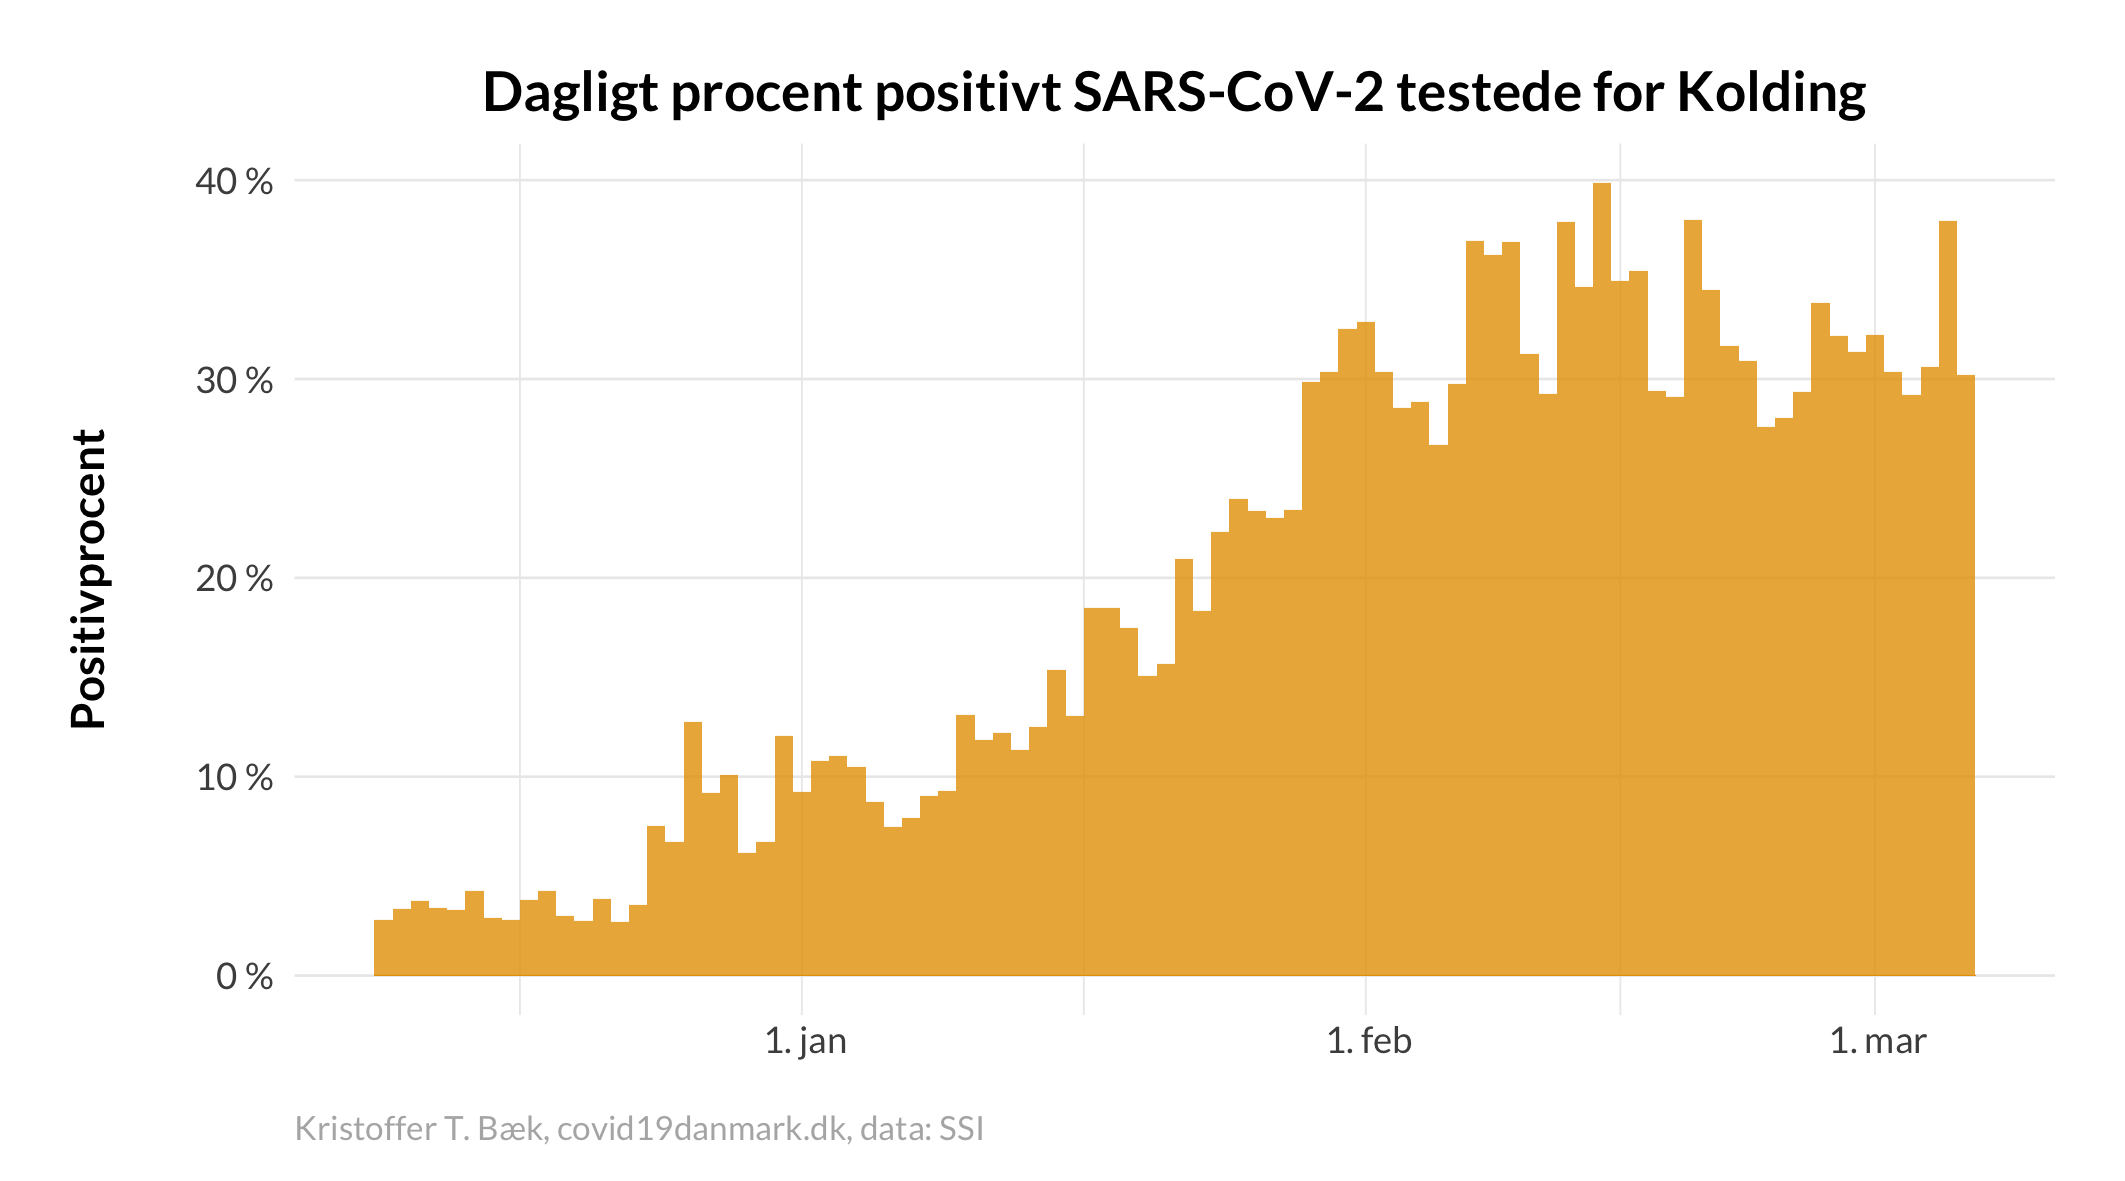 Dagligt procent positivt SARS-CoV-2 testede for Kolding
Positivprocent
40 %
30 %
20 %
10 %
0 %
1. jan
1. feb
1. mar
Kristoffer T. Bæk, covid19danmark.dk, data: SSI